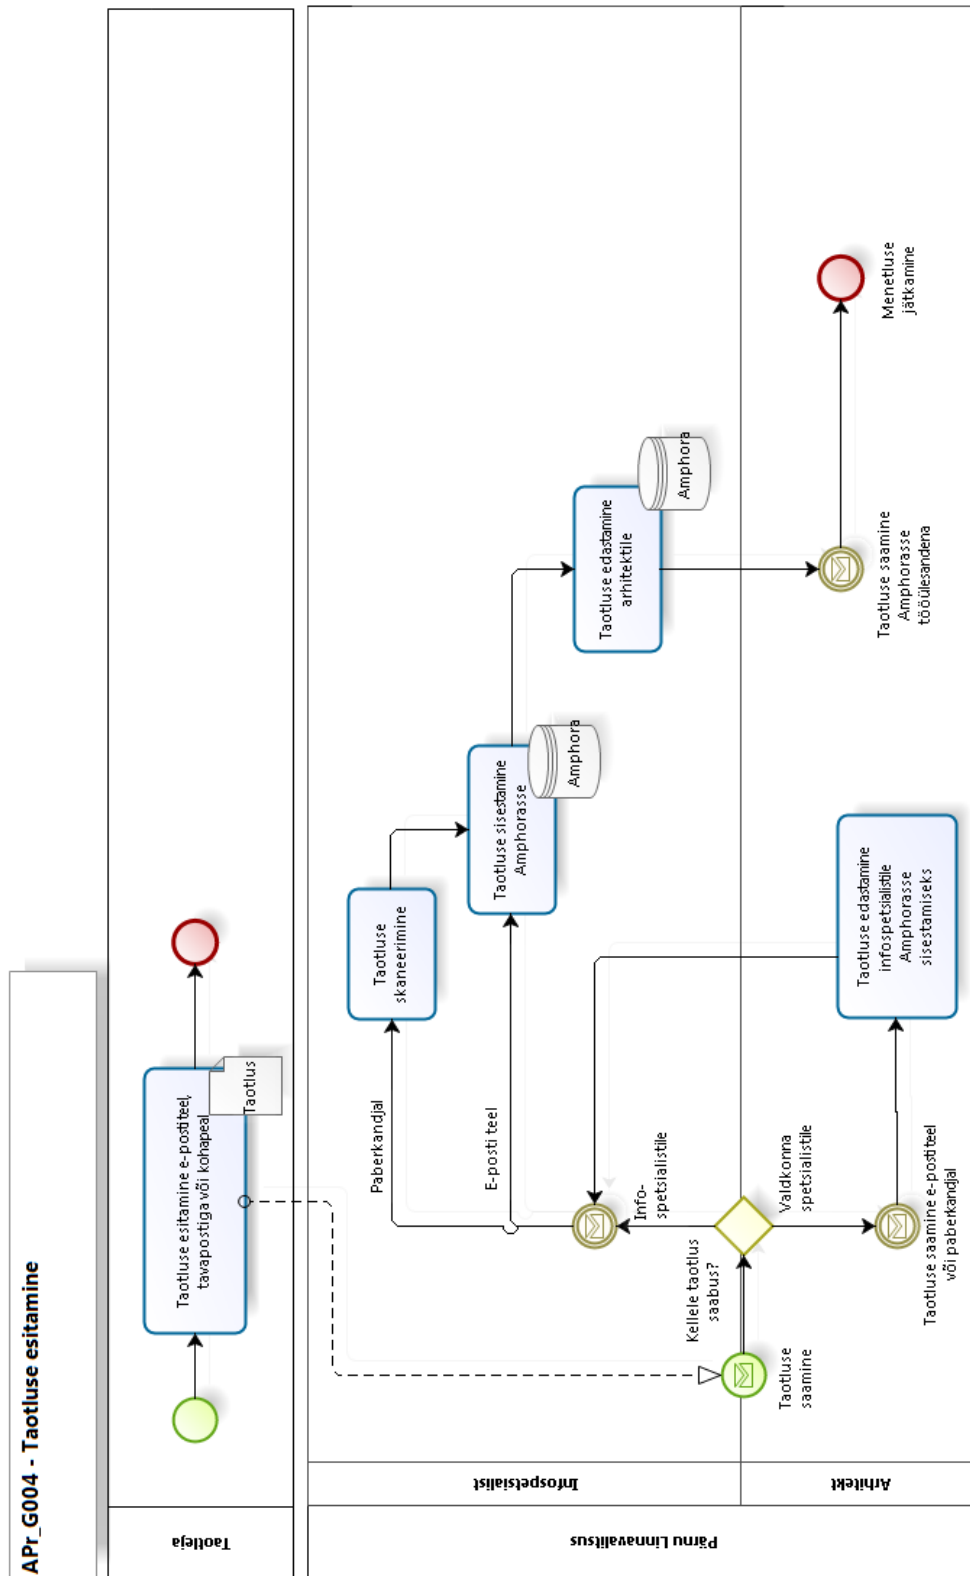 APr_G004 - Taotluse esitamine
Taotleja
Taotluse esitamine e-posti teel,
tavapostiga või kohapeal
Taotlus
Pärnu Linnavalitsus
Infospetsialist
Paberkandjal
Taotluse
skaneerimine
E-posti teel
Taotluse sisestamine
Amphorasse
Amphora
Taotluse edastamine
arhitektile
Amphora
Info-
spetsialistile
Kellele taotlus
saabus?
Arhitekt
Taotluse
saamine
Valdkonna
spetsialistile
Taotluse saamine e-posti teel
või paberkandjal
Taotluse edastamine
infospetsialistile
Amphorasse
sisestamiseks
Taotluse saamine
Amphorasse
tööülesandena
Menetluse
jätkamine